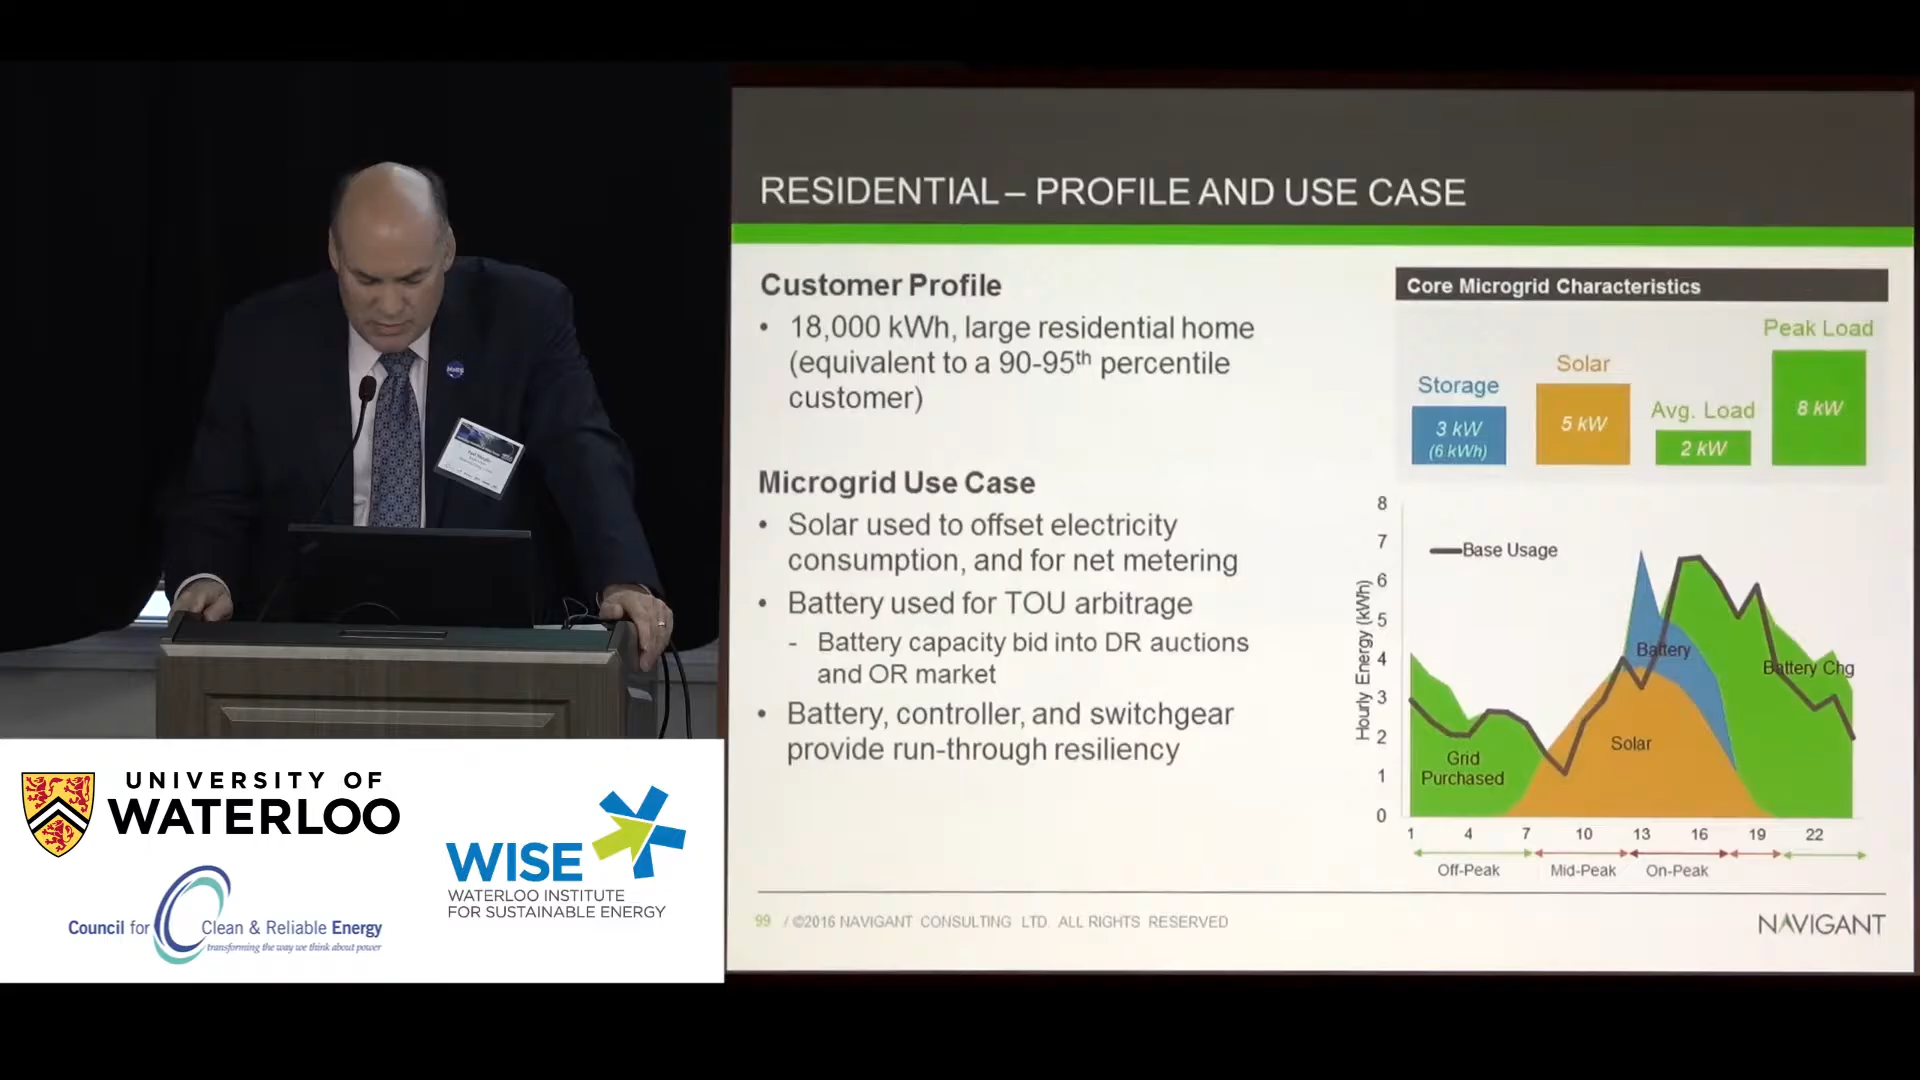 RESIDENTIAL – PROFILE AND USE CASE
Customer Profile
• 18,000 kWh, large residential home
(equivalent to a 90-95th percentile
customer)
Microgrid Use Case
• Solar used to offset electricity
consumption, and for net metering
• Battery used for TOU arbitrage
- Battery capacity bid into DR auctions
and OR market
• Battery, controller, and switchgear
provide run-through resiliency
Core Microgrid Characteristics
Storage
3 kW
(6 kWh)
Solar
5 kW
Avg. Load
2 kW
Peak Load
8 kW
Hourly Energy (kWh)
8
7
6
5
4
3
2
1
0
Base Usage
Battery
Battery Chg
Solar
Grid
Purchased
1 4 7 10 13 16 19 22
Off-Peak Mid-Peak On-Peak
99 / ©2016 NAVIGANT CONSULTING LTD ALL RIGHTS RESERVED
NAVIGANT
UNIVERSITY OF
WATERLOO
WISE
WATERLOO INSTITUTE
FOR SUSTAINABLE ENERGY
Council for Clean & Reliable Energy
transforming the way we think about power